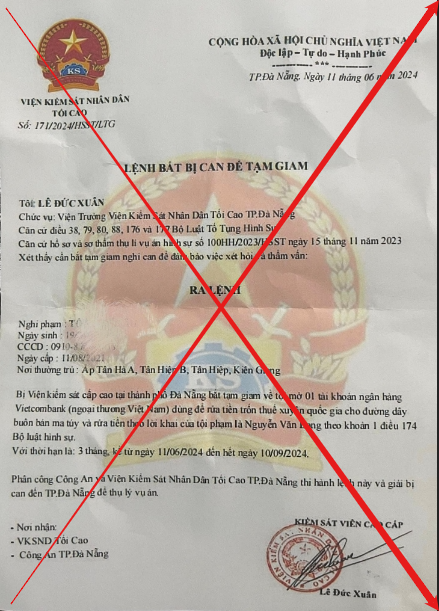 CỘNG HÒA XÃ HỘI CHỦ NGHĨA VIỆT NAM
Độc lập – Tự do – Hạnh Phúc
*** 
TP.Đà Nẵng, Ngày 11 tháng 06 năm 2024
KS
VIỆN KIỂM SÁT NHÂN DÂN
TỐI CAO
Số: 171/2024/HSST/LTG
LỆNH BẮT BỊ CAN ĐỂ TẠM GIAM
Tôi: LÊ ĐỨC XUÂN
Chức vụ: Viện Trưởng Viện Kiểm Sát Nhân Dân Tối Cao TP.Đà Nẵng
Căn cứ điều 38, 79, 80, 88, 176 và 177 Bộ Luật Tố Tụng Hình Sự
Căn cứ hồ sơ và sơ thẩm thụ lí vụ án hành sự số 100HH/2023/HSST ngày 15 tháng 11 năm 2023
Xét thấy cần bắt tạm giam nghi can để đảm bảo việc xét hỏi và thẩm vấn:
RA LỆNH
Nghi phạm :
Ngày sinh :
CCCD : 0910
Ngày cấp : 11/08/2021
Nơi thường trú : Ấp Tân Hà A, Tân Hiệp B, Tân Hiệp, Kiên Giang
Bị Viện kiểm sát cấp cao tại thành phố Đà Nẵng bắt tạm giam về tội mở 01 tài khoản ngân hàng
Vietcombank (ngoại thương Việt Nam) dùng để rửa tiền trốn thuế xuyên quốc gia cho đường dây
buôn bán ma túy và rửa tiền theo lời khai của tội phạm là Nguyễn Văn theo khoản 1 điều 174
Bộ luật hình sự.
Với thời hạn là: 3 tháng, kể từ ngày 11/06/2024 đến hết ngày 10/09/2024.
Phân công Công An và Viện Kiểm Sát Nhân Dân Tối Cao TP.Đà Nẵng thi hành lệnh này và giải bị
can đến TP.Đà Nẵng để thụ lý vụ án.
- Nơi nhận:
- VKSND Tối Cao
- Công An TP.Đà Nẵng
KIỂM SÁT VIÊN CAO CẤP
Lê Đức Xuân